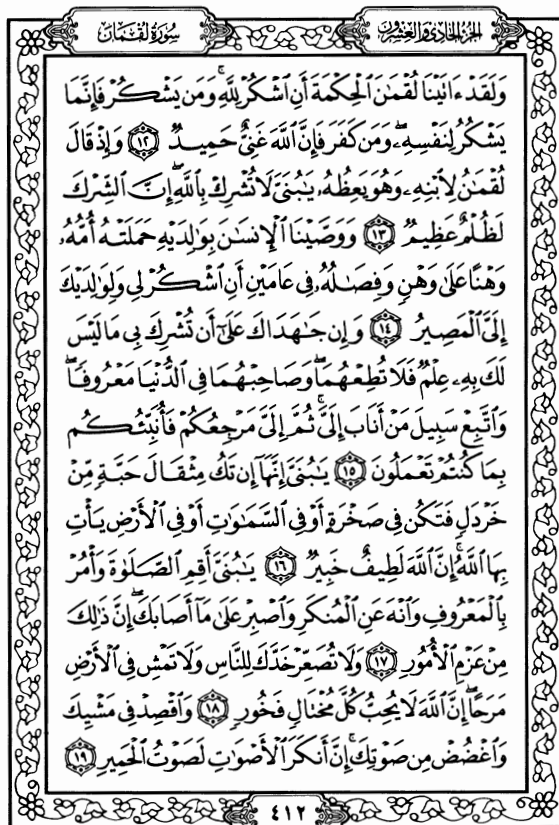 الجزء الحادي والعشرون
سورة لقمان
وَلَقَدْ ءَاتَيْنَا لُقْمَٰنَ ٱلْحِكْمَةَ أَنِ ٱشْكُرْ لِلَّهِ ۚ وَمَن يَشْكُرْ فَإِنَّمَا
يَشْكُرُ لِنَفْسِهِۦ ۖ وَمَن كَفَرَ فَإِنَّ ٱللَّهَ غَنِىٌّ حَمِيدٌ ١٢ وَإِذْ قَالَ
لُقْمَٰنُ لِٱبْنِهِۦ وَهُوَ يَعِظُهُۥ يَٰبُنَىَّ لَا تُشْرِكْ بِٱللَّهِ ۖ إِنَّ ٱلشِّرْكَ
لَظُلْمٌ عَظِيمٌ ١٣ وَوَصَّيْنَا ٱلْإِنسَٰنَ بِوَٰلِدَيْهِ حَمَلَتْهُ أُمُّهُۥ
وَهْنًا عَلَىٰ وَهْنٍ وَفِصَٰلُهُۥ فِى عَامَيْنِ أَنِ ٱشْكُرْ لِى وَلِوَٰلِدَيْكَ
إِلَىَّ ٱلْمَصِيرُ ١٤ وَإِن جَٰهَدَاكَ عَلَىٰٓ أَن تُشْرِكَ بِى مَا لَيْسَ
لَكَ بِهِۦ عِلْمٌ فَلَا تُطِعْهُمَا ۖ وَصَاحِبْهُمَا فِى ٱلدُّنْيَا مَعْرُوفًا ۖ
وَٱتَّبِعْ سَبِيلَ مَنْ أَنَابَ إِلَىَّ ۚ ثُمَّ إِلَىَّ مَرْجِعُكُمْ فَأُنَبِّئُكُم
بِمَا كُنتُمْ تَعْمَلُونَ ١٥ يَٰبُنَىَّ إِنَّهَآ إِن تَكُ مِثْقَالَ حَبَّةٍ مِّنْ
خَرْدَلٍ فَتَكُن فِى صَخْرَةٍ أَوْ فِى ٱلسَّمَٰوَٰتِ أَوْ فِى ٱلْأَرْضِ يَأْتِ
بِهَا ٱللَّهُ ۚ إِنَّ ٱللَّهَ لَطِيفٌ خَبِيرٌ ١٦ يَٰبُنَىَّ أَقِمِ ٱلصَّلَوٰةَ وَأْمُرْ
بِٱلْمَعْرُوفِ وَٱنْهَ عَنِ ٱلْمُنكَرِ وَٱصْبِرْ عَلَىٰ مَآ أَصَابَكَ ۖ إِنَّ ذَٰلِكَ
مِنْ عَزْمِ ٱلْأُمُورِ ١٧ وَلَا تُصَعِّرْ خَدَّكَ لِلنَّاسِ وَلَا تَمْشِ فِى ٱلْأَرْضِ
مَرَحًا ۖ إِنَّ ٱللَّهَ لَا يُحِبُّ كُلَّ مُخْتَالٍ فَخُورٍ ١٨ وَٱقْصِدْ فِى مَشْيِكَ
وَٱغْضُضْ مِن صَوْتِكَ ۚ إِنَّ أَنكَرَ ٱلْأَصْوَٰتِ لَصَوْتُ ٱلْحَمِيرِ ١٩
٤١٢